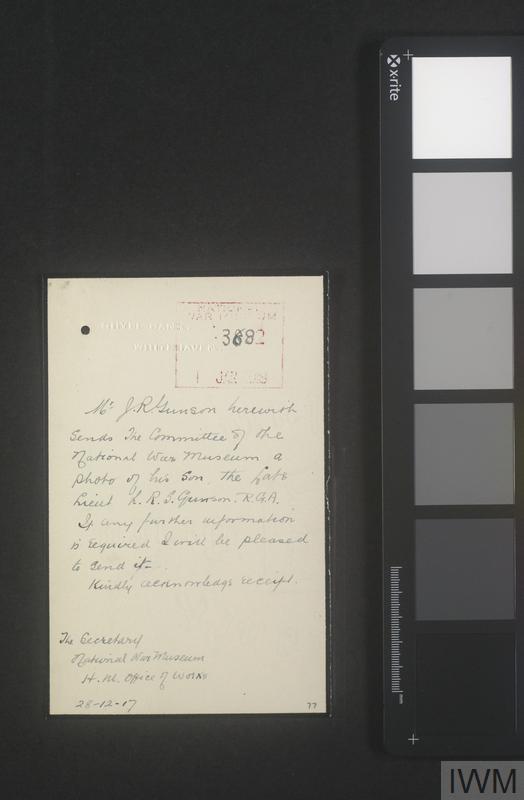 x·rite
NATIONAL
WAR MUSEUM
3882
WHITEHAVEN
Mr J. R. Gunson herewith
sends The Committee of the
National War Museum a
photo of his son, the late
Lieut L. R. I. Gunson. R.G.A.
If any further information
is required I will be pleased
to send it.
Kindly acknowledge receipt.
The Secretary
National War Museum
H. M. Office of Works
28-12-17
77
mm
IWM